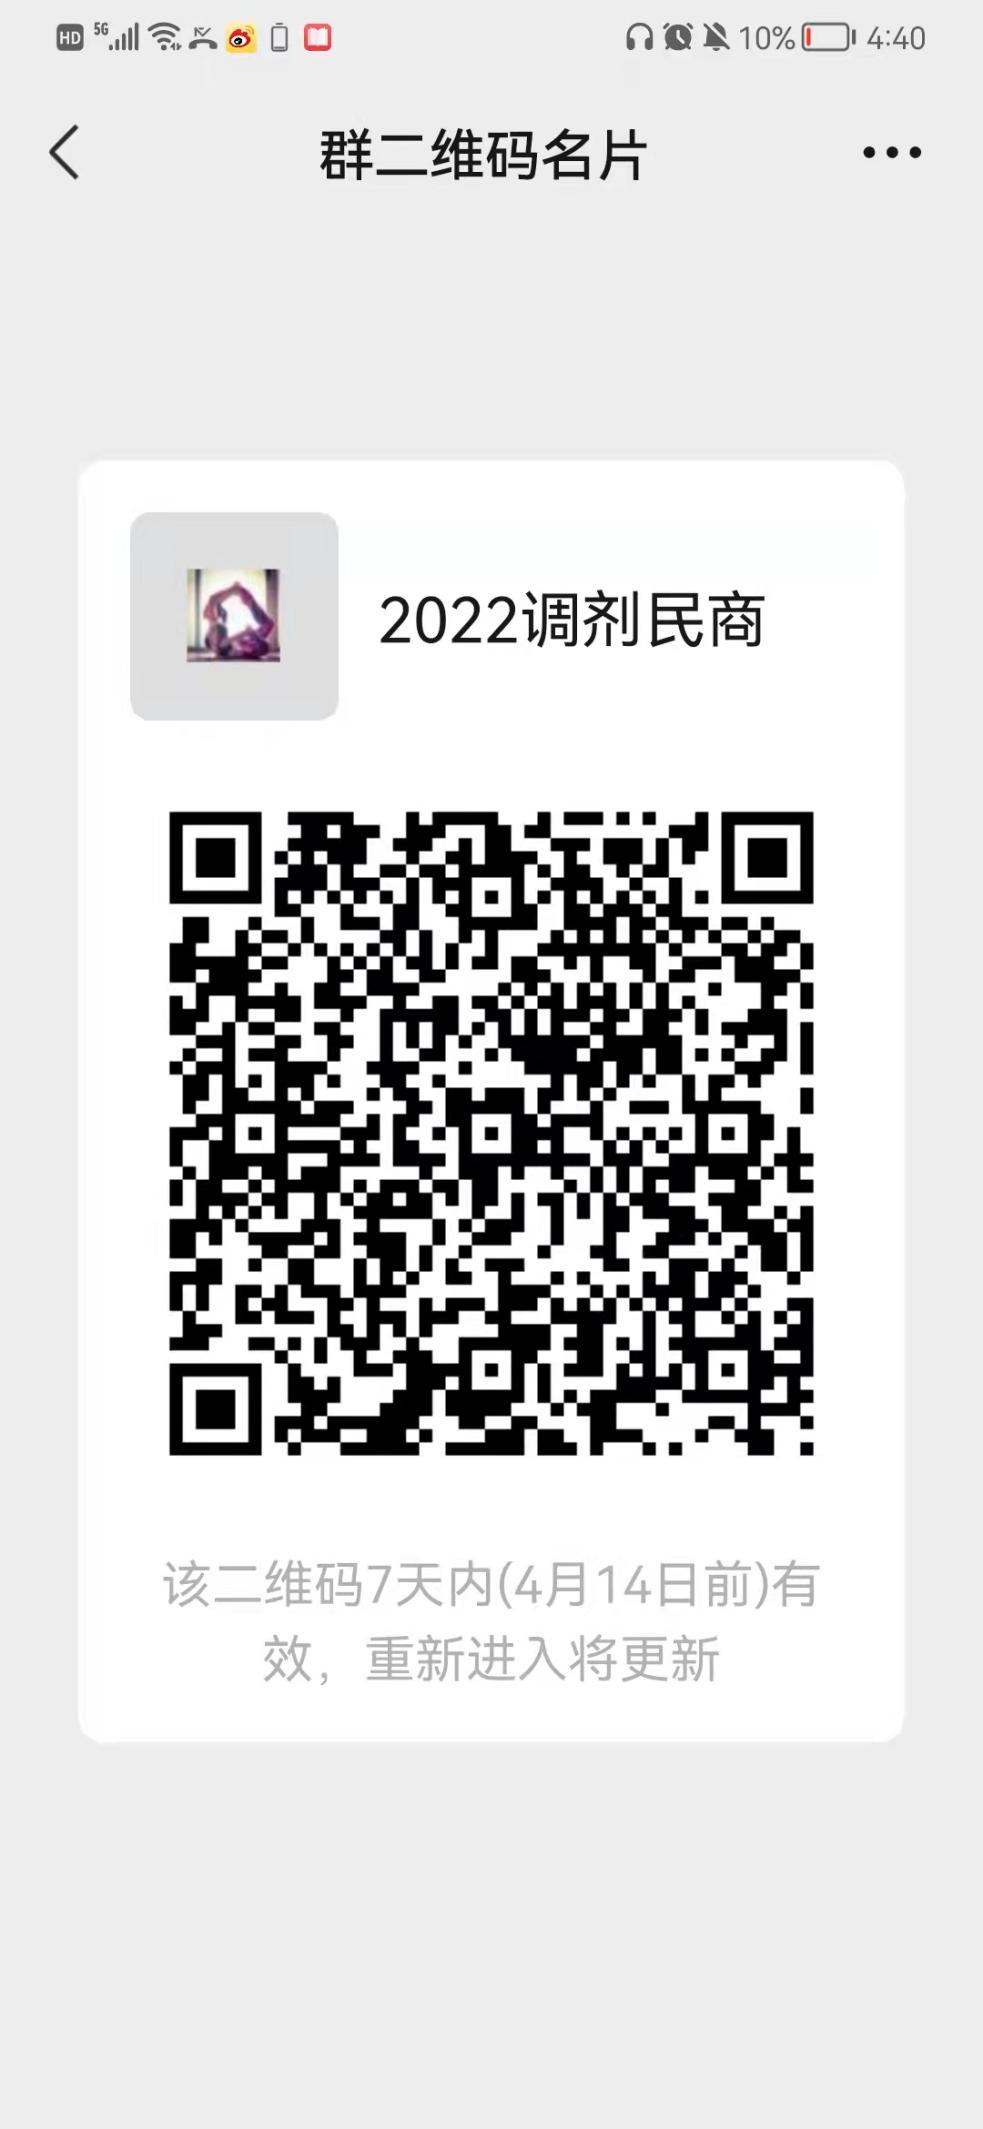 HD 5G 10% 4:40
群二维码名片
2022调剂民商
该二维码7天内(4月14日前)有
效，重新进入将更新